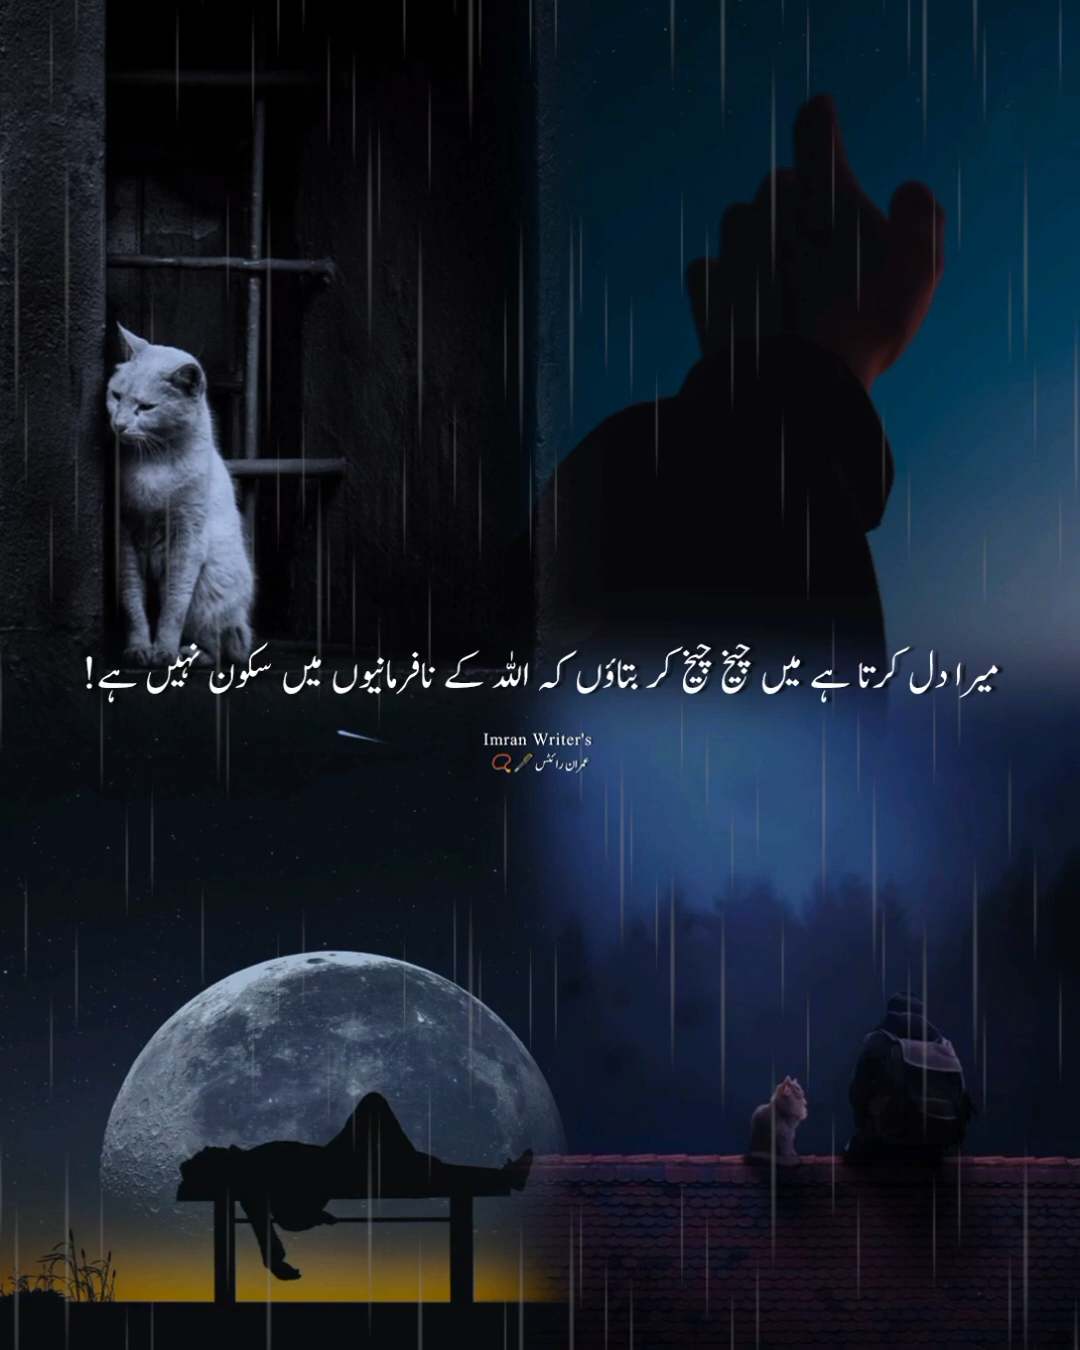 میرا دل کرتا ہے میں چیخ چیخ کر بتاؤں کہ اللہ کے نافرمانیوں میں سکون نہیں ہے!
Imran Writer's
عمران رائٹس